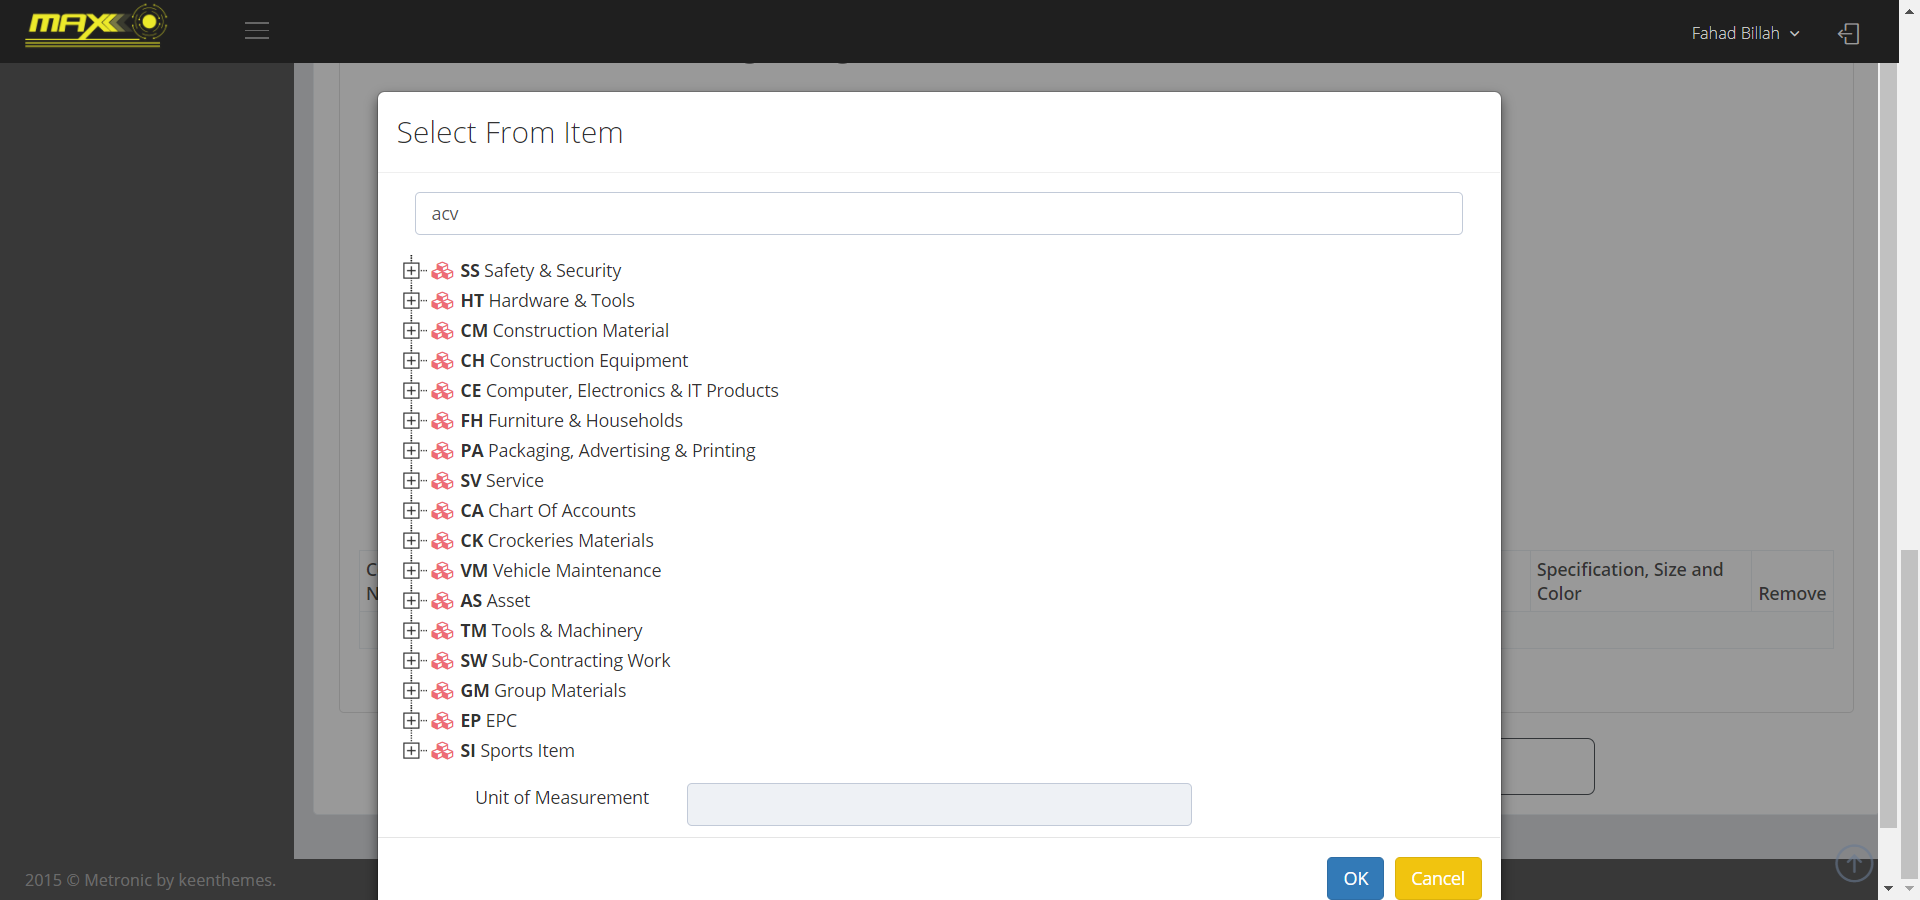 MAX
Fahad Billah
Select From Item
acv
SS Safety & Security
HT Hardware & Tools
CM Construction Material
CH Construction Equipment
CE Computer, Electronics & IT Products
FH Furniture & Households
PA Packaging, Advertising & Printing
SV Service
CA Chart Of Accounts
CK Crockeries Materials
VM Vehicle Maintenance
AS Asset
TM Tools & Machinery
SW Sub-Contracting Work
GM Group Materials
EP EPC
SI Sports Item
C
N
Specification, Size and
Color
Remove
Unit of Measurement
OK
Cancel
2015 © Metronic by keenthemes.